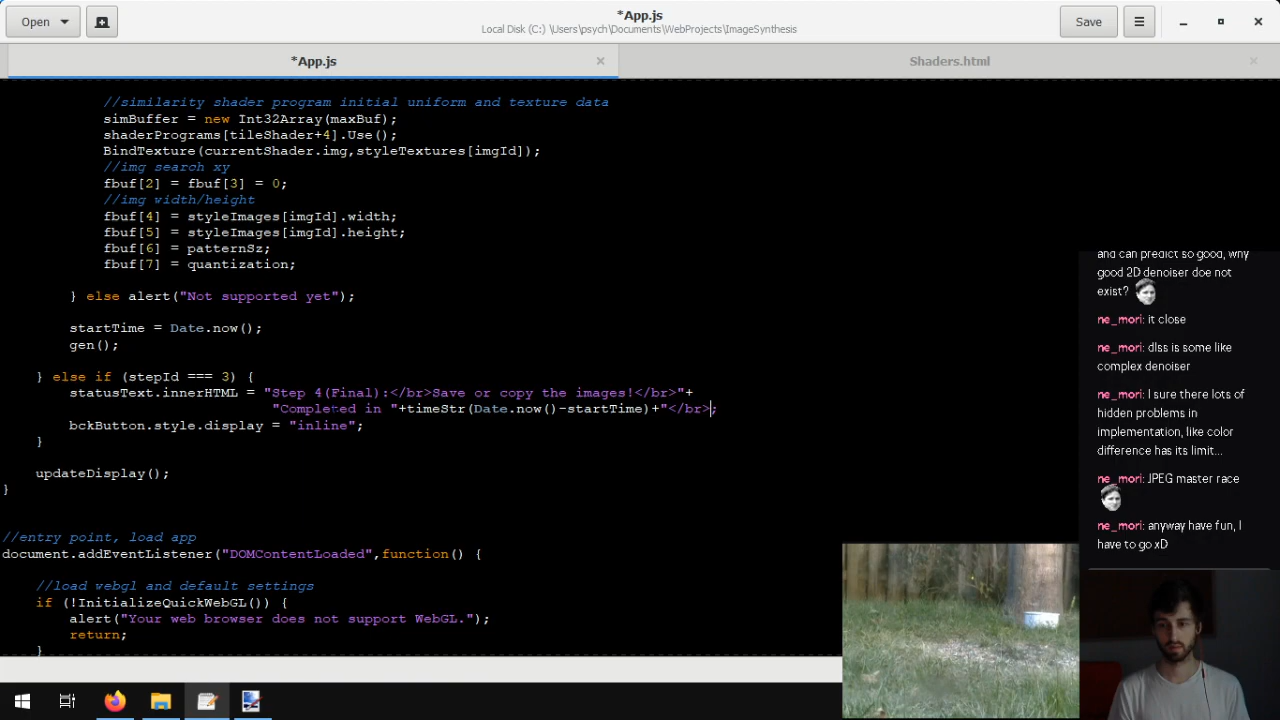 Open
*App.js
Local Disk (C:) \Users\psych\Documents\WebProjects\ImageSynthesis
Save
*App.js
Shaders.html
//similarity shader program initial uniform and texture data
simBuffer = new Int32Array(maxBuf);
shaderPrograms[tileShader+4].Use();
BindTexture(currentShader.img,styleTextures[imgId]);
//img search xy
fbuf[2] = fbuf[3] = 0;
//img width/height
fbuf[4] = styleImages[imgId].width;
fbuf[5] = styleImages[imgId].height;
fbuf[6] = patternSz;
fbuf[7] = quantization;
} else alert("Not supported yet");
startTime = Date.now();
gen();
} else if (stepId === 3) {
statusText.innerHTML = "Step 4(Final):</br>Save or copy the images!</br>"+
"Completed in "+timeStr(Date.now()-startTime)+"</br>;
bckButton.style.display = "inline";
}
updateDisplay();
}
//entry point, load app
document.addEventListener("DOMContentLoaded",function() {
//load webgl and default settings
if (!InitializeQuickWebGL()) {
alert("Your web browser does not support WebGL.");
return;
}
and can predict so good, why
good 2D denoiser doe not
exist?
ne_mori: it close
ne_mori: dlss is some like
complex denoiser
ne_mori: I sure there lots of
hidden problems in
implementation, like color
difference has its limit...
ne_mori: JPEG master race
ne_mori: anyway have fun, I
have to go xD